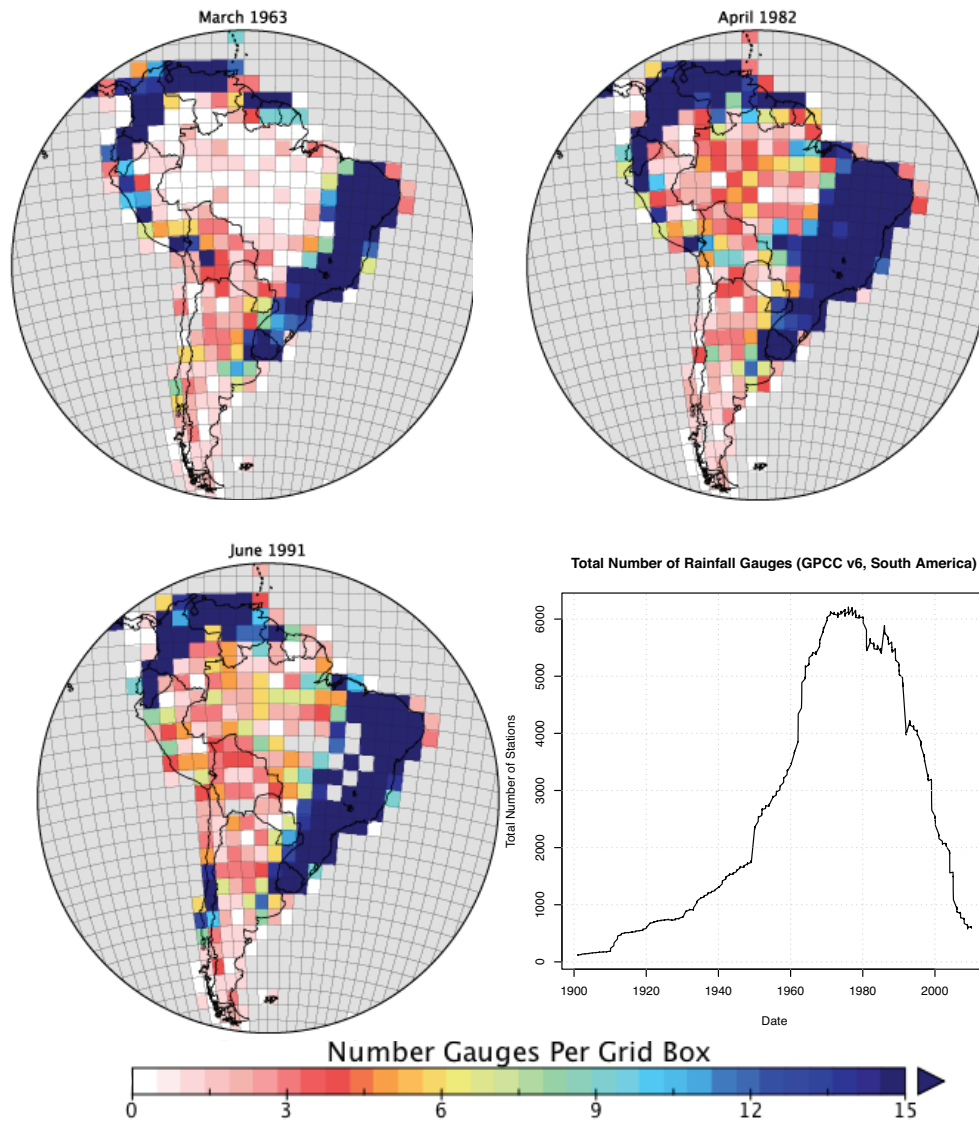 March 1963
April 1982
June 1991
Total Number of Rainfall Gauges (GPCC v6, South America)
Total Number of Stations
6000
5000
4000
3000
2000
1000
0
1900 1920 1940 1960 1980 2000
Date
Number Gauges Per Grid Box
0 3 6 9 12 15